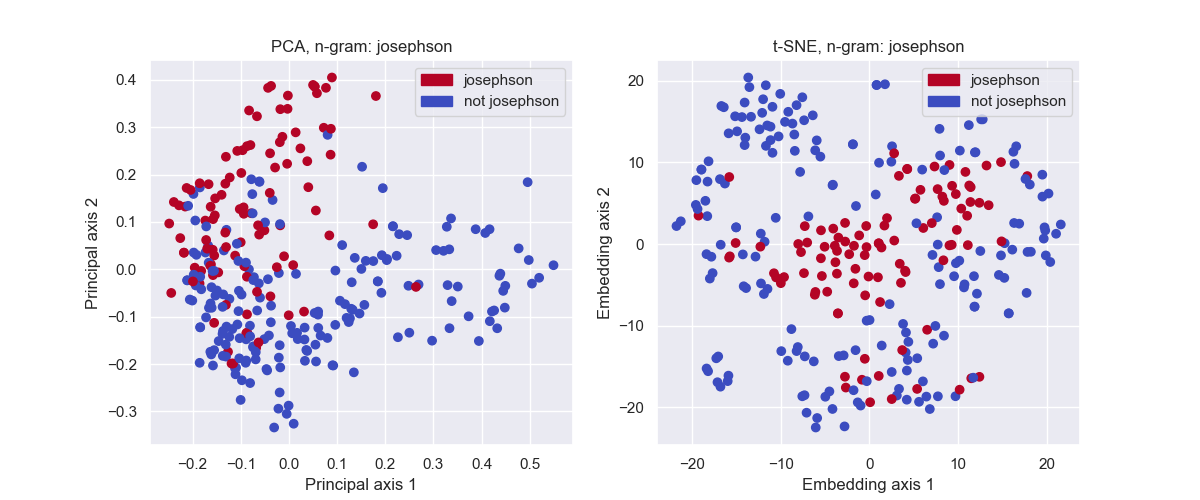 PCA, n-gram: josephson
josephson
not josephson
0.4
0.3
0.2
0.1
0.0
−0.1
−0.2
−0.3
Principal axis 2
−0.2 −0.1 0.0 0.1 0.2 0.3 0.4 0.5
Principal axis 1
t-SNE, n-gram: josephson
josephson
not josephson
20
10
0
−10
−20
Embedding axis 2
−20 −10 0 10 20
Embedding axis 1